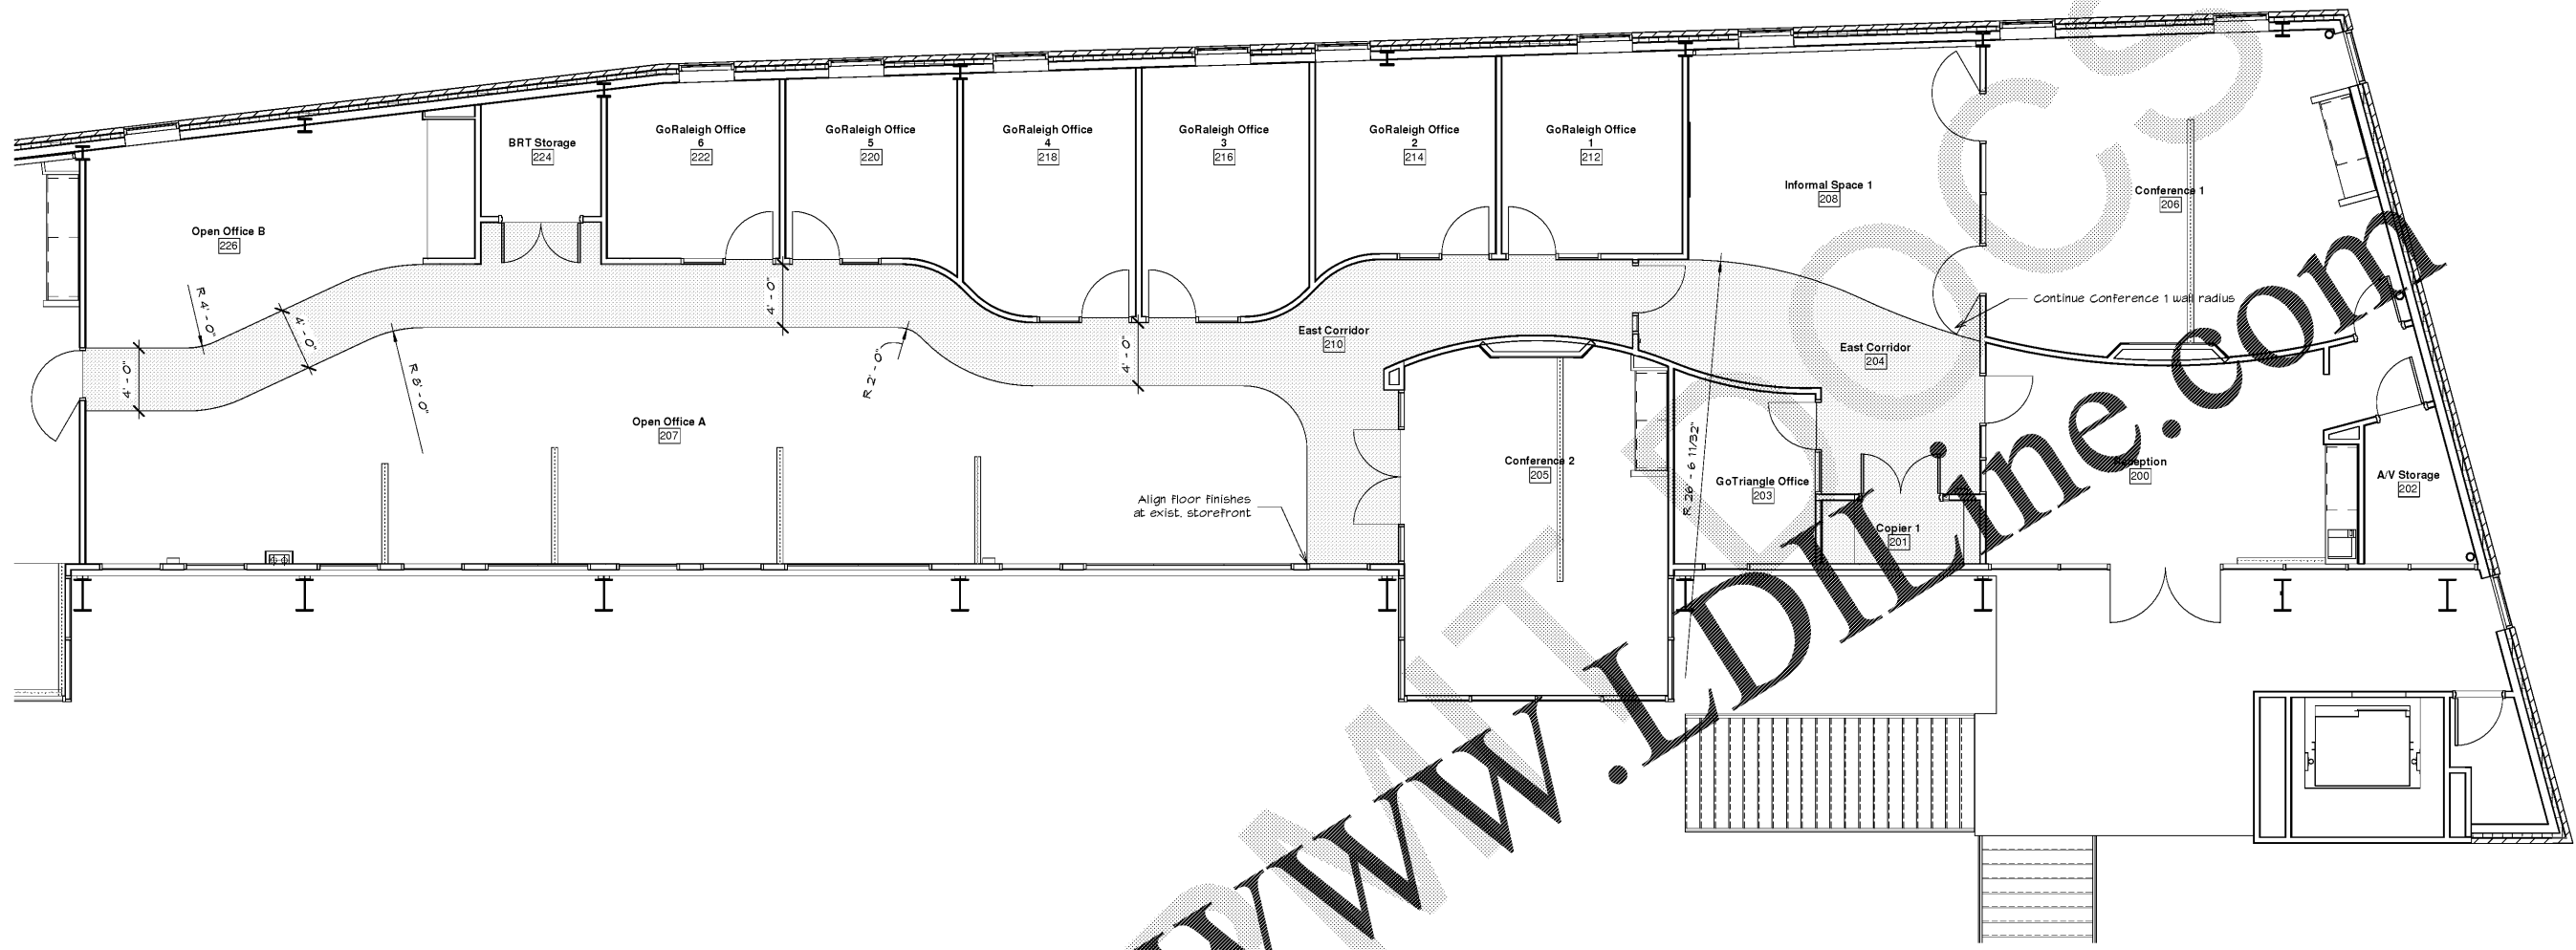 BRT Storage
224
GoRaleigh Office
6
222
GoRaleigh Office
5
220
GoRaleigh Office
4
218
GoRaleigh Office
3
216
GoRaleigh Office
2
214
GoRaleigh Office
1
212
Informal Space 1
208
Conference 1
206
Open Office B
226
R 4' - 0"
4' - 0"
4' - 0"
4' - 0"
R 8' - 0"
R 2' - 0"
4' - 0"
East Corridor
210
Continue Conference 1 wall radius
East Corridor
204
Open Office A
207
R 26' - 6 11/32"
Conference 2
205
GoTriangle Office
203
Reception
200
A/V Storage
202
Align floor finishes
at exist. storefront
Copier 1
201
www.LDILine.com